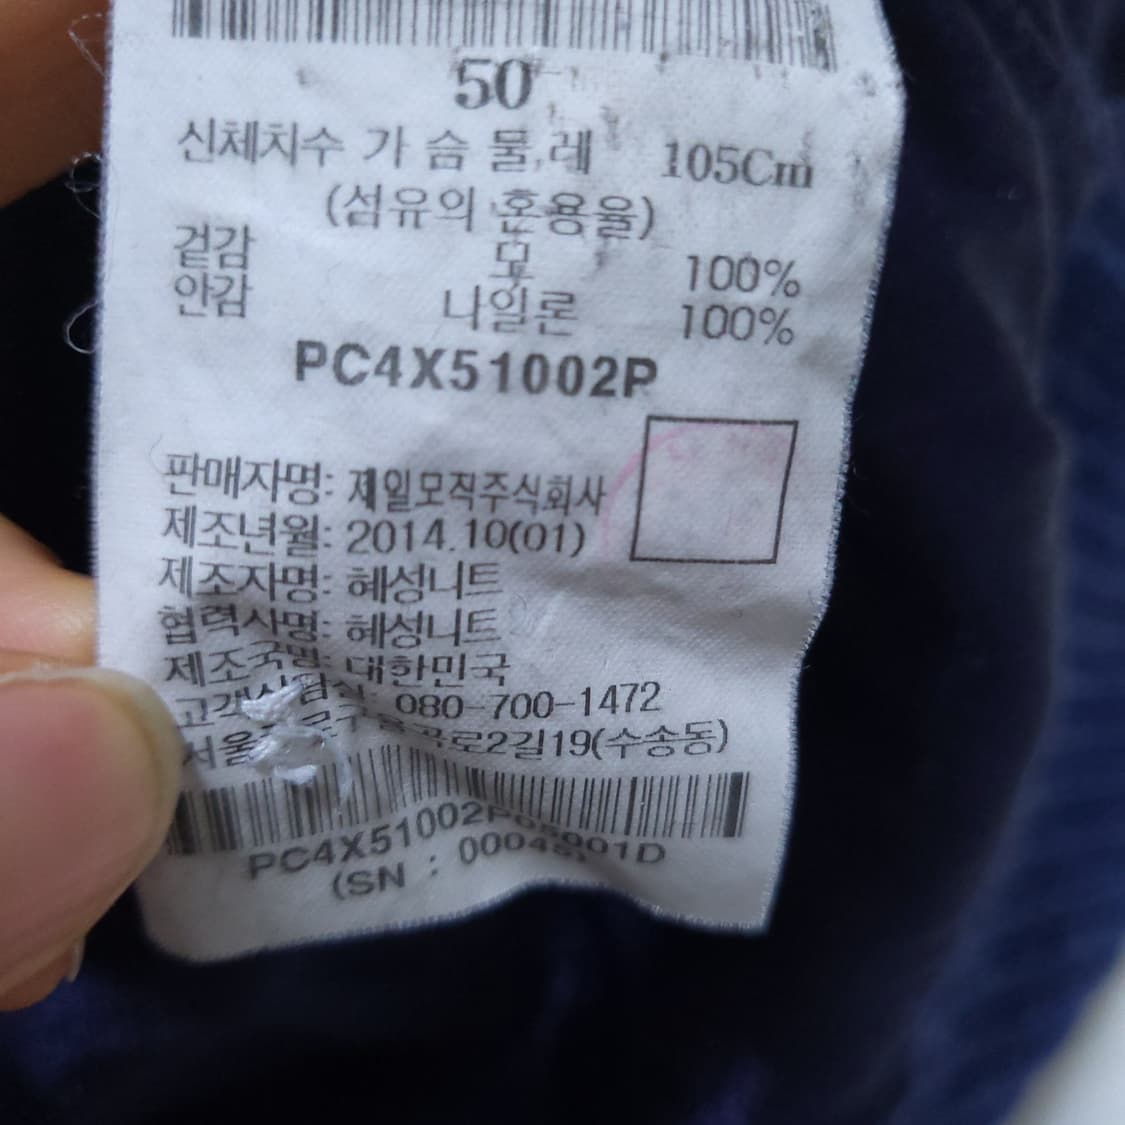 50
신체치수 가 슴 둘 레 105Cm
(섬유의 혼용율)
겉감 모 100%
안감 나일론 100%
PC4X51002P
판매자명: 제일모직주식회사
제조년월: 2014.10(01)
제조자명: 혜성니트
협력사명: 혜성니트
제조국명: 대한민국
080-700-1472
2길19(수송동)
PC4X51002P
(SN :